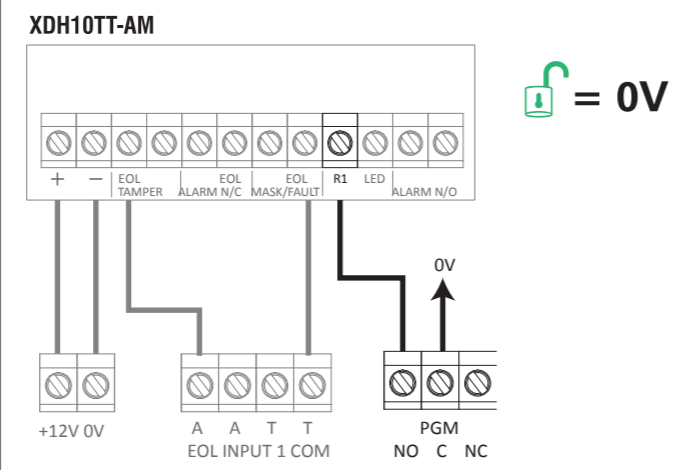 XDH10TT-AM
= 0V
+ – EOL EOL EOL R1 LED
TAMPER ALARM N/C MASK/FAULT ALARM N/O
0V
+12V 0V A A T T PGM
EOL INPUT 1 COM NO C NC